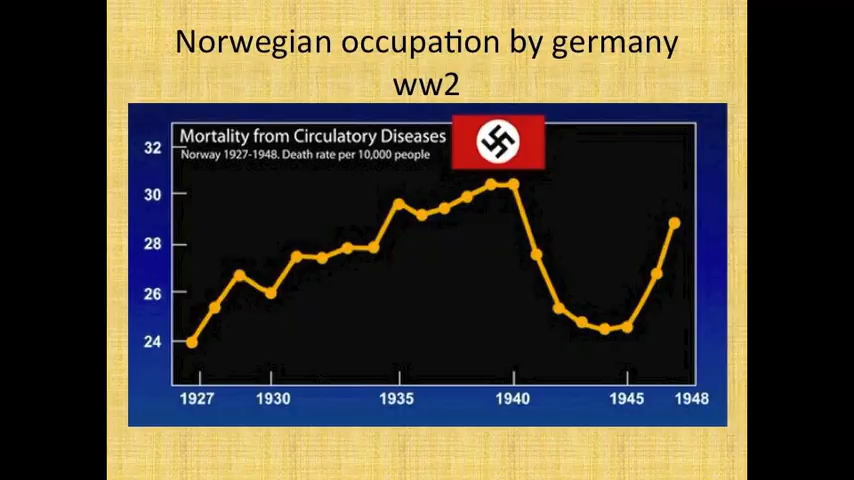 Norwegian occupation by germany
ww2
Mortality from Circulatory Diseases
Norway 1927-1948. Death rate per 10,000 people
32
30
28
26
24
1927 1930 1935 1940 1945 1948